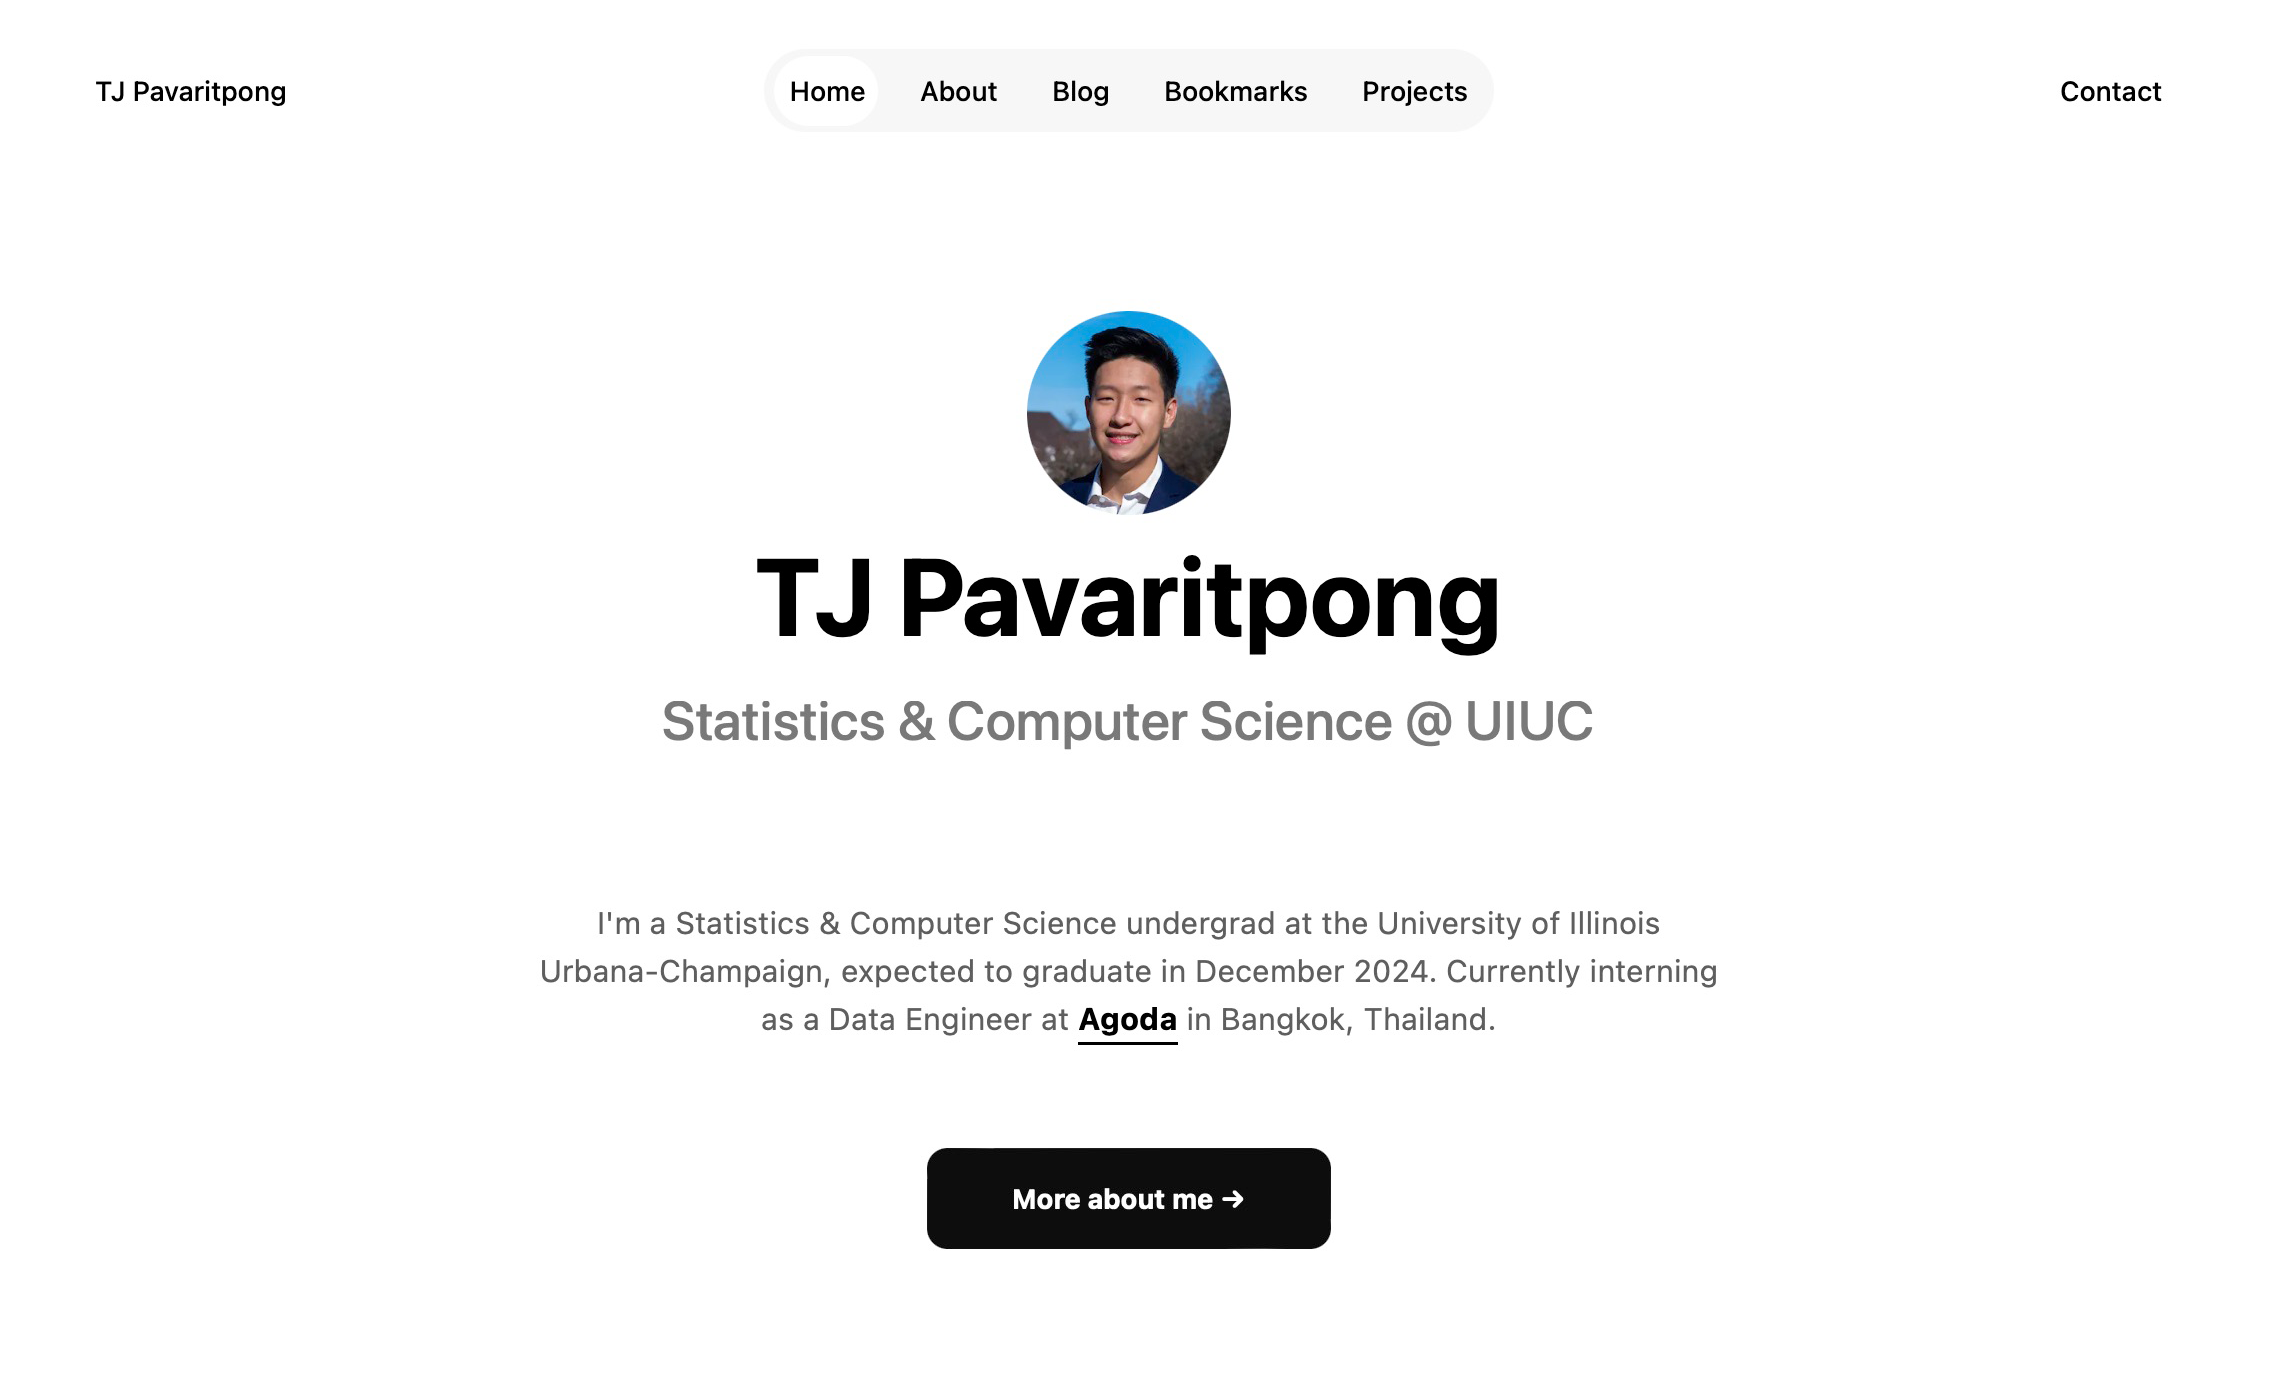 TJ Pavaritpong
Home About Blog Bookmarks Projects
Contact
TJ Pavaritpong
Statistics & Computer Science @ UIUC
I'm a Statistics & Computer Science undergrad at the University of Illinois
Urbana-Champaign, expected to graduate in December 2024. Currently interning
as a Data Engineer at Agoda in Bangkok, Thailand.
More about me →